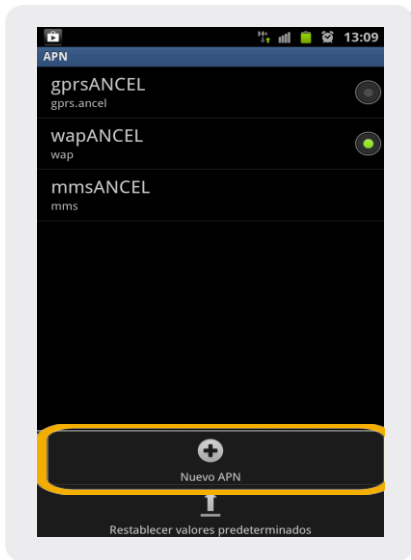 13:09
APN
gprsANCEL
gprs.ancel
wapANCEL
wap
mmsANCEL
mms
Nuevo APN
Restablecer valores predeterminados